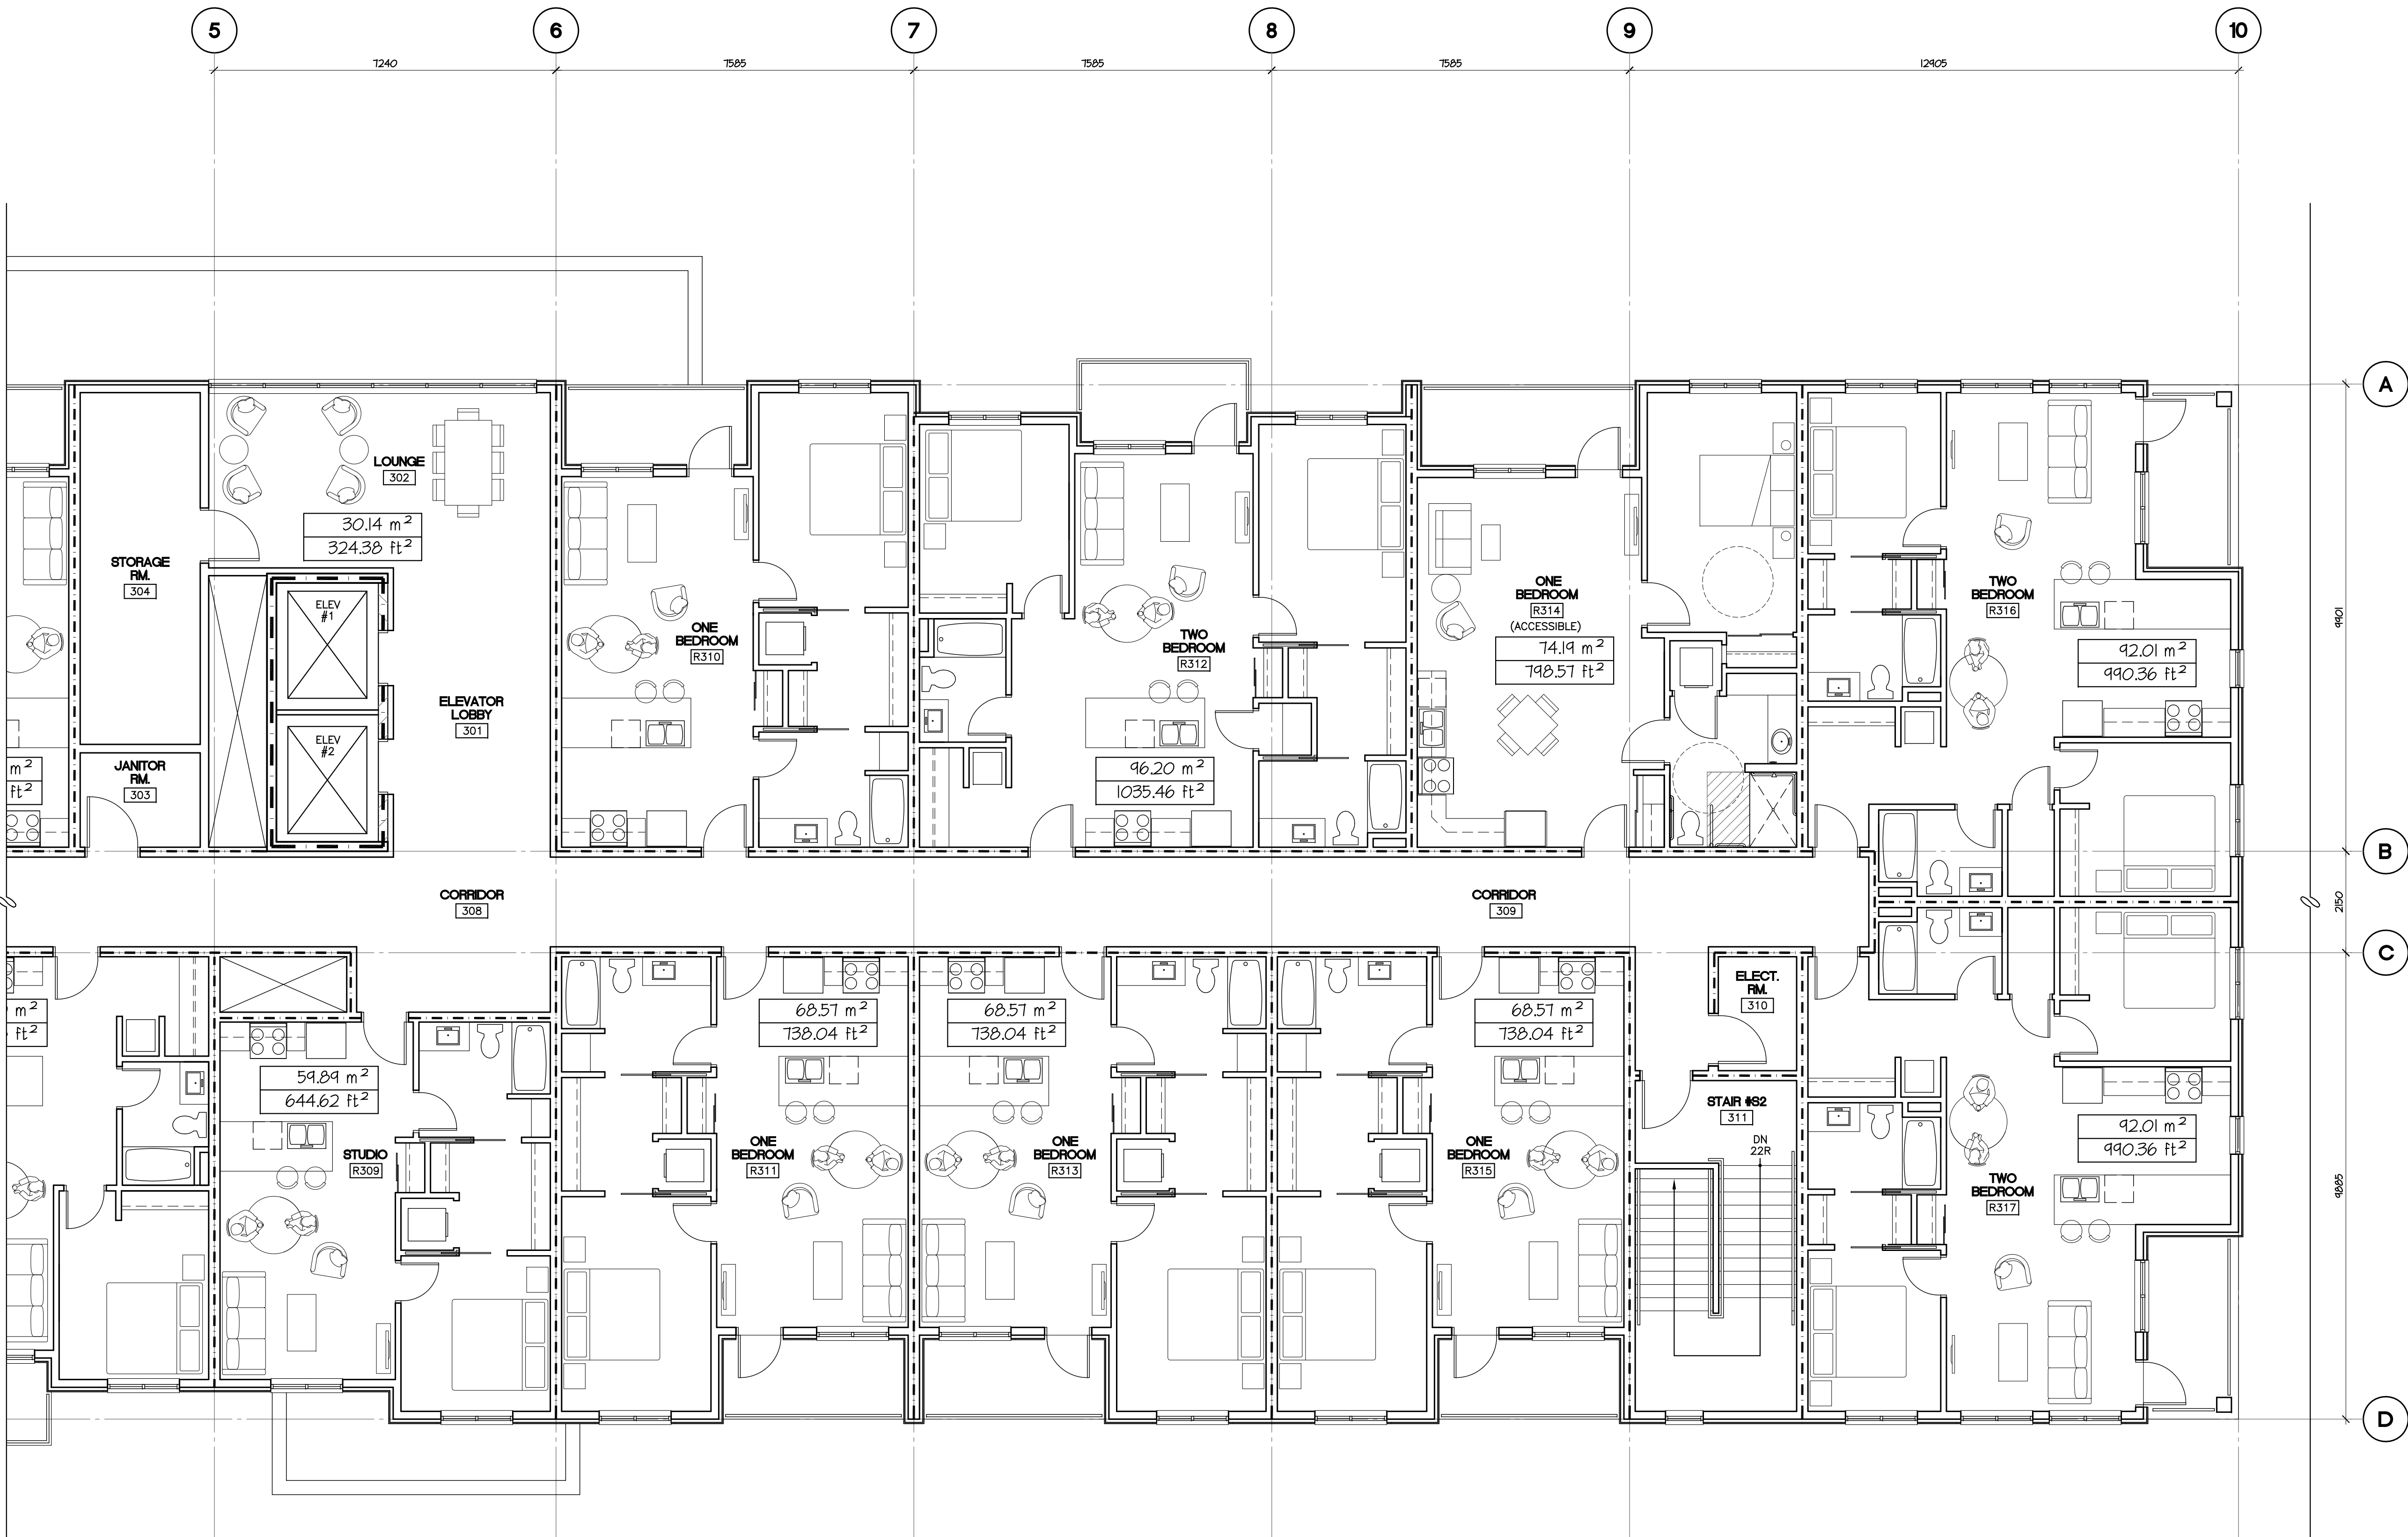 5
6
7
8
9
10
7240
7585
7585
7585
12905
A
B
C
D
9901
2150
9885
LOUNGE
302
30.14 m²
324.38 ft²
STORAGE
RM.
304
ELEV
#1
ELEV
#2
ELEVATOR
LOBBY
301
JANITOR
RM.
303
m²
ft²
ONE
BEDROOM
R310
TWO
BEDROOM
R312
96.20 m²
1035.46 ft²
ONE
BEDROOM
R314
(ACCESSIBLE)
74.19 m²
798.57 ft²
TWO
BEDROOM
R316
92.01 m²
990.36 ft²
CORRIDOR
308
CORRIDOR
309
m²
ft²
59.89 m²
644.62 ft²
STUDIO
R309
68.57 m²
738.04 ft²
ONE
BEDROOM
R311
68.57 m²
738.04 ft²
ONE
BEDROOM
R313
68.57 m²
738.04 ft²
ONE
BEDROOM
R315
ELECT.
RM.
310
STAIR #S2
311
DN
22R
92.01 m²
990.36 ft²
TWO
BEDROOM
R317